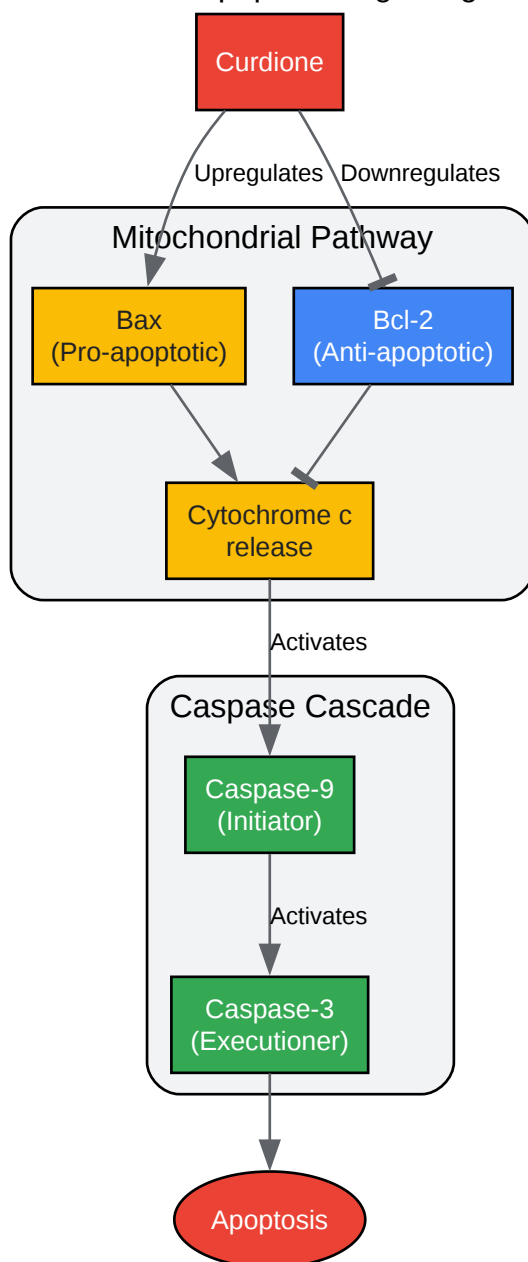 Curdione
Upregulates Downregulates
Mitochondrial Pathway
Bax
(Pro-apoptotic)
Bcl-2
(Anti-apoptotic)
Cytochrome c
release
Activates
Caspase Cascade
Caspase-9
(Initiator)
Activates
Caspase-3
(Executioner)
Apoptosis